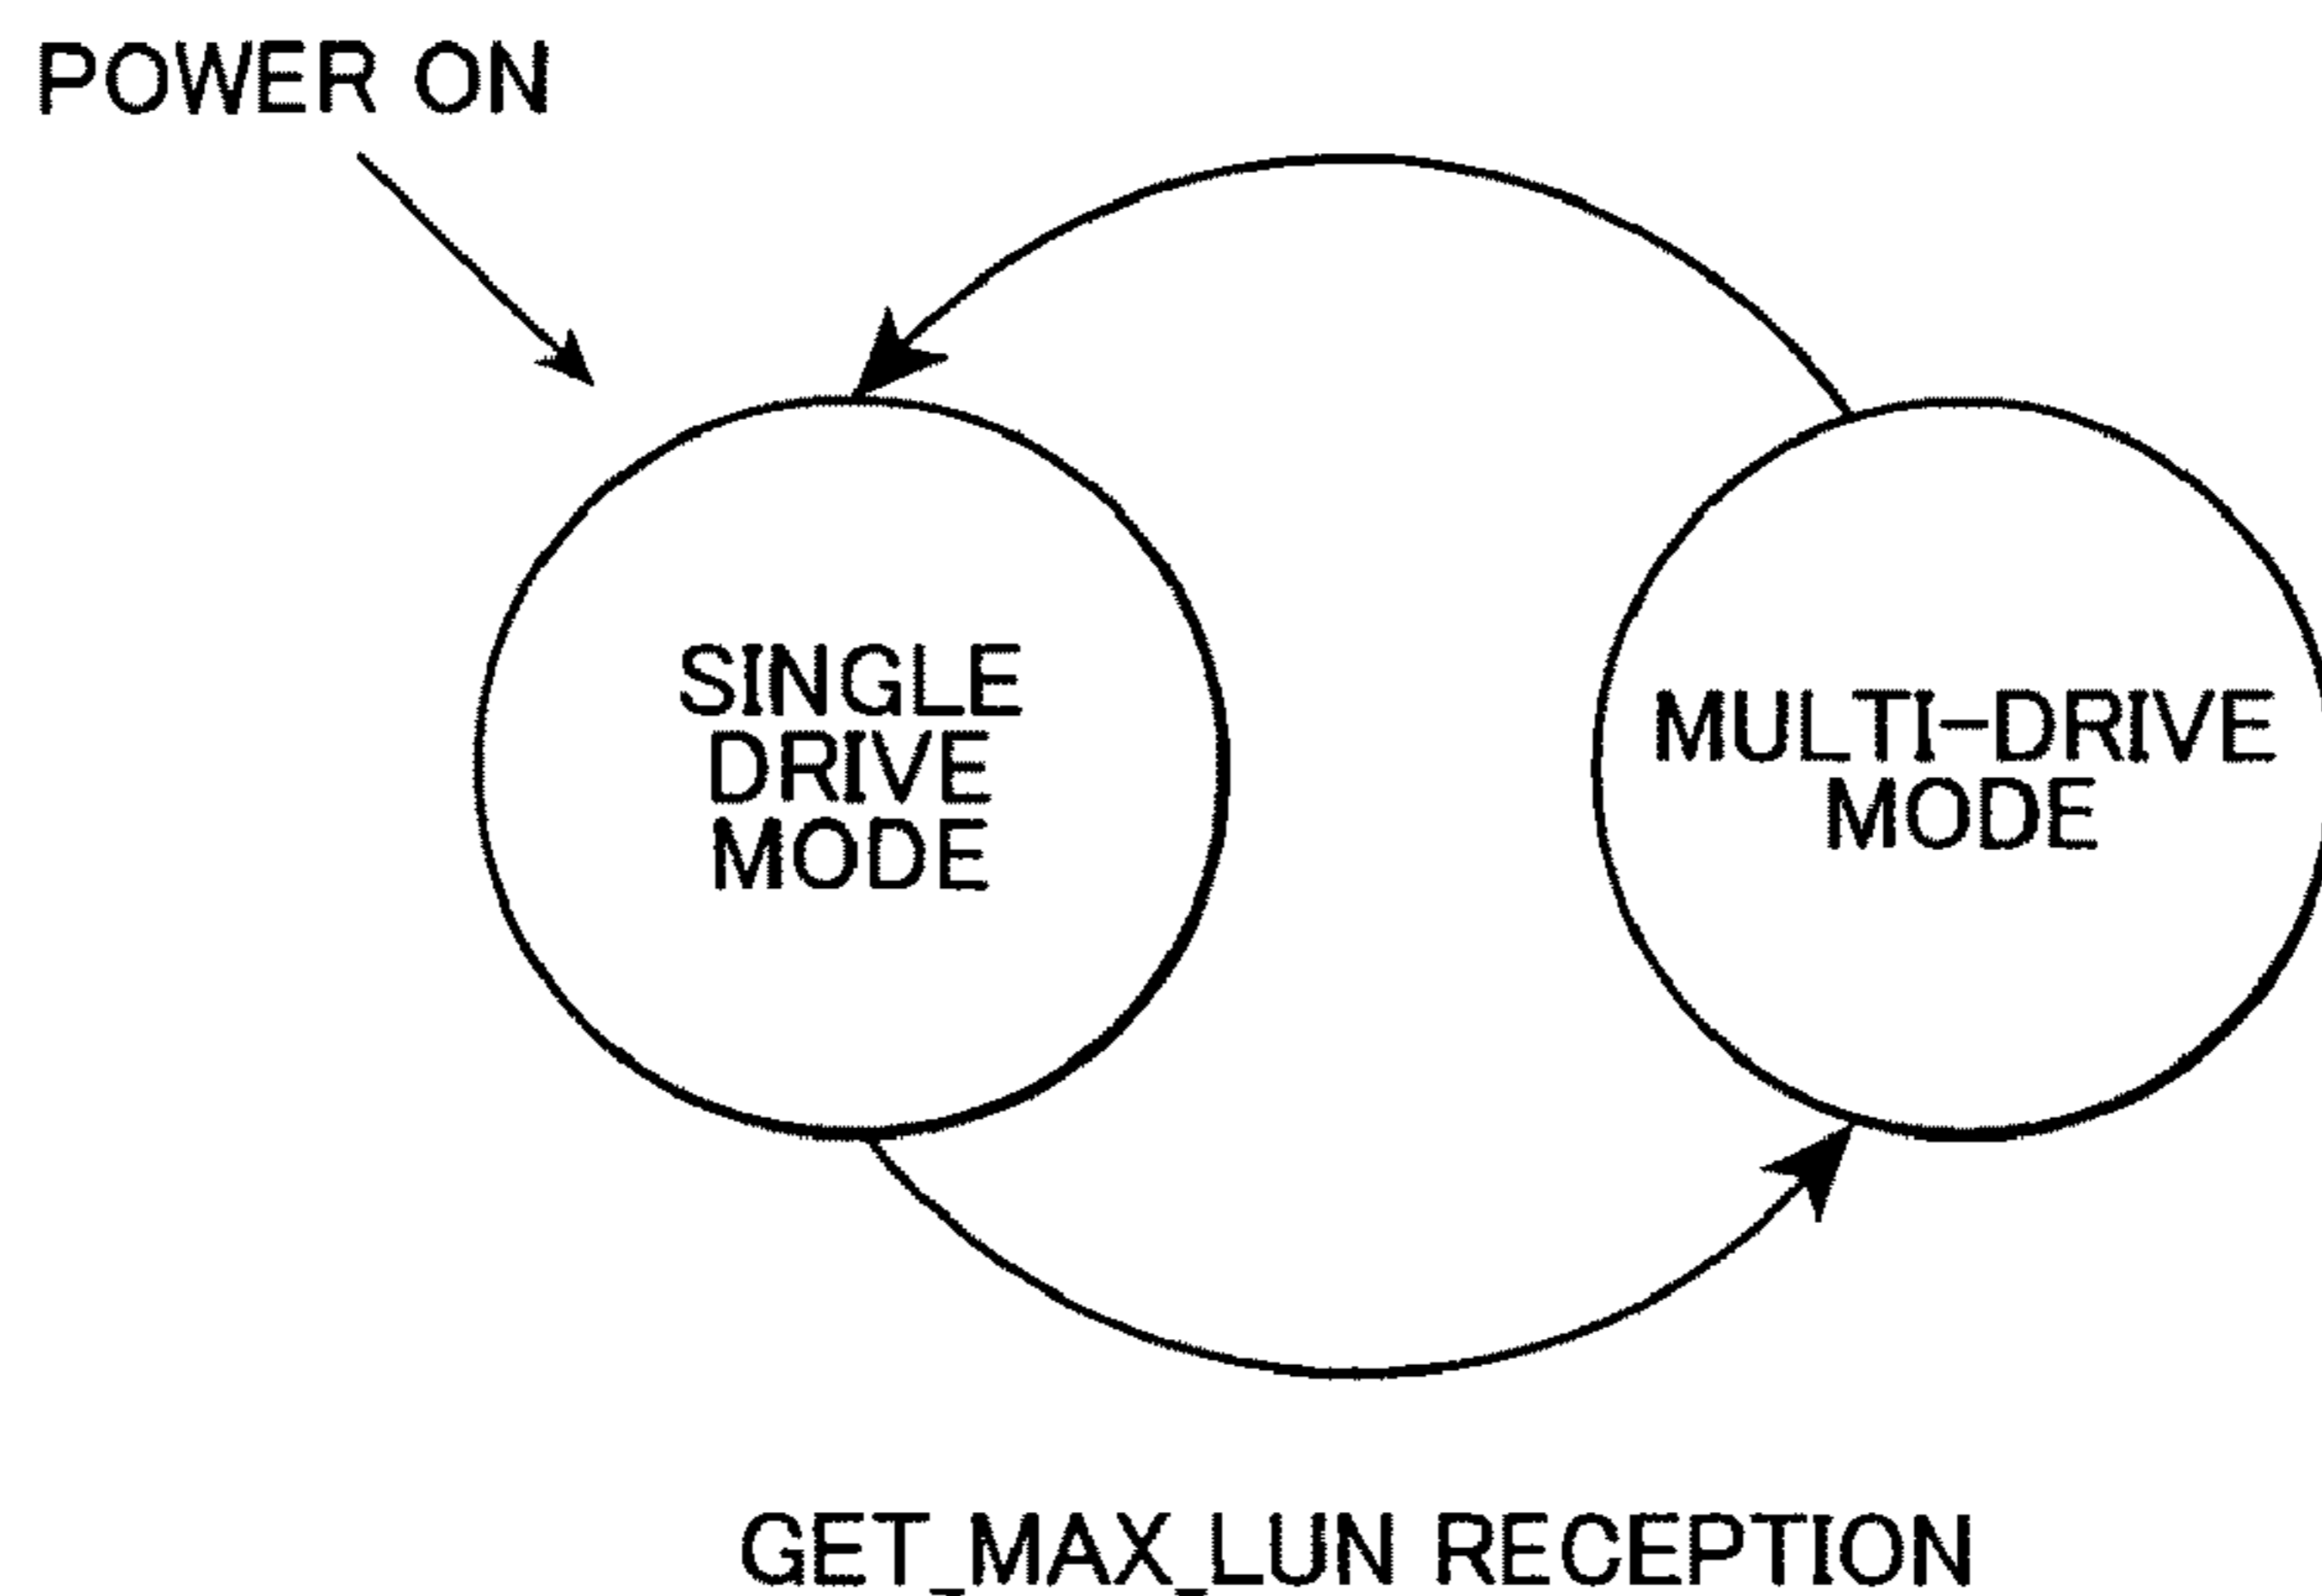 POWER ON
SINGLE
DRIVE
MODE
MULTI-DRIVE
MODE
GET_MAX_LUN RECEPTION